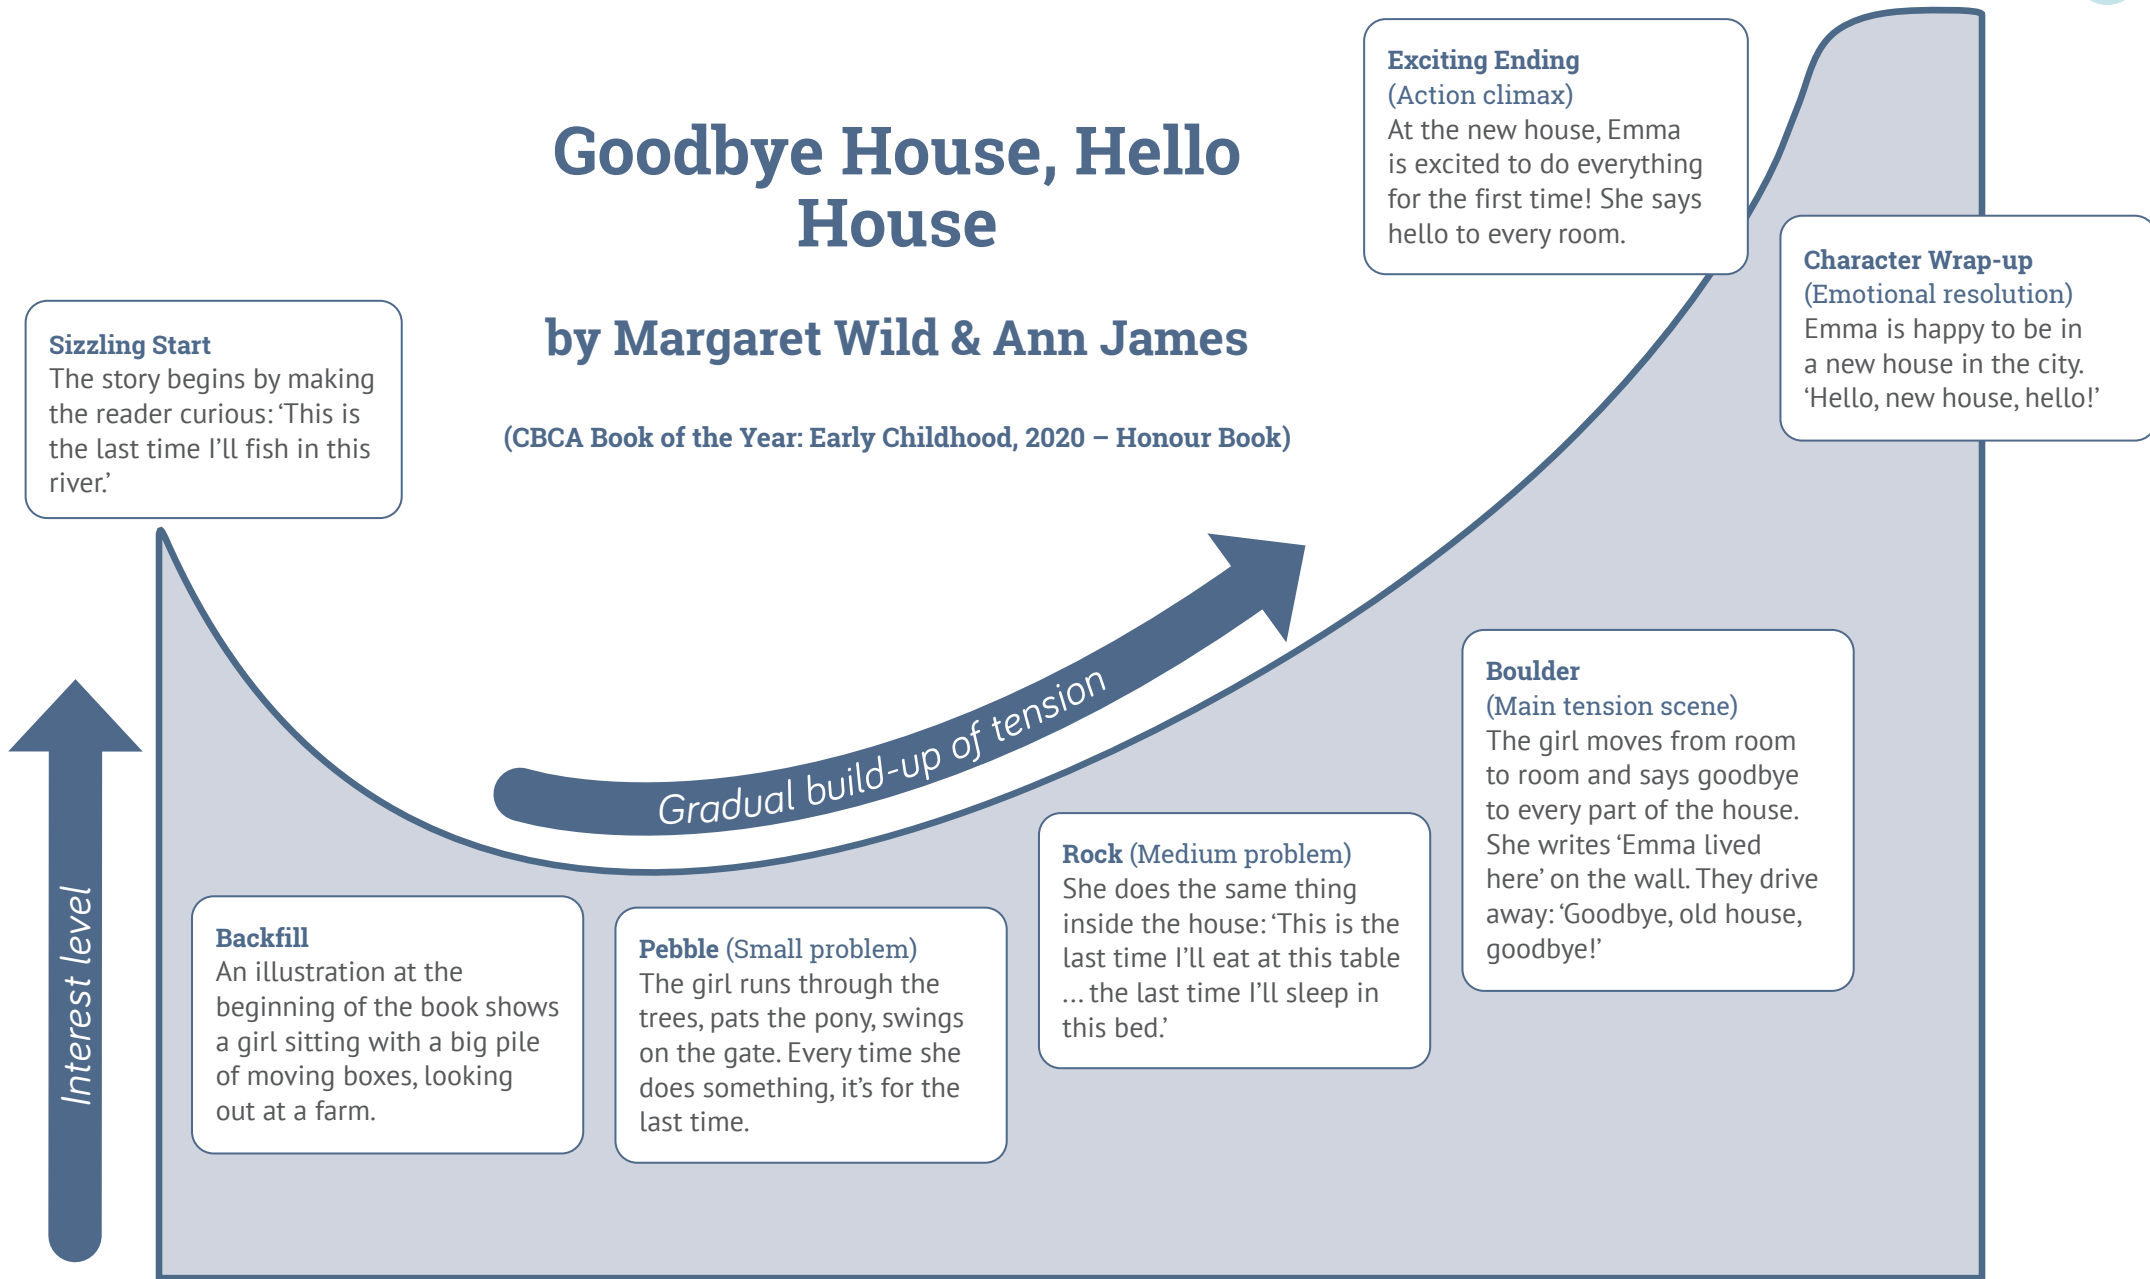 Goodbye House, Hello
House
by Margaret Wild & Ann James
(CBCA Book of the Year: Early Childhood, 2020 – Honour Book)
Sizzling Start
The story begins by making
the reader curious: ‘This is
the last time I’ll fish in this
river.’
Backfill
An illustration at the
beginning of the book shows
a girl sitting with a big pile
of moving boxes, looking
out at a farm.
Pebble (Small problem)
The girl runs through the
trees, pats the pony, swings
on the gate. Every time she
does something, it’s for the
last time.
Rock (Medium problem)
She does the same thing
inside the house: ‘This is the
last time I’ll eat at this table
... the last time I’ll sleep in
this bed.’
Boulder
(Main tension scene)
The girl moves from room
to room and says goodbye
to every part of the house.
She writes ‘Emma lived
here’ on the wall. They drive
away: ‘Goodbye, old house,
goodbye!’
Exciting Ending
(Action climax)
At the new house, Emma
is excited to do everything
for the first time! She says
hello to every room.
Character Wrap-up
(Emotional resolution)
Emma is happy to be in
a new house in the city.
‘Hello, new house, hello!’
Gradual build-up of tension
Interest level